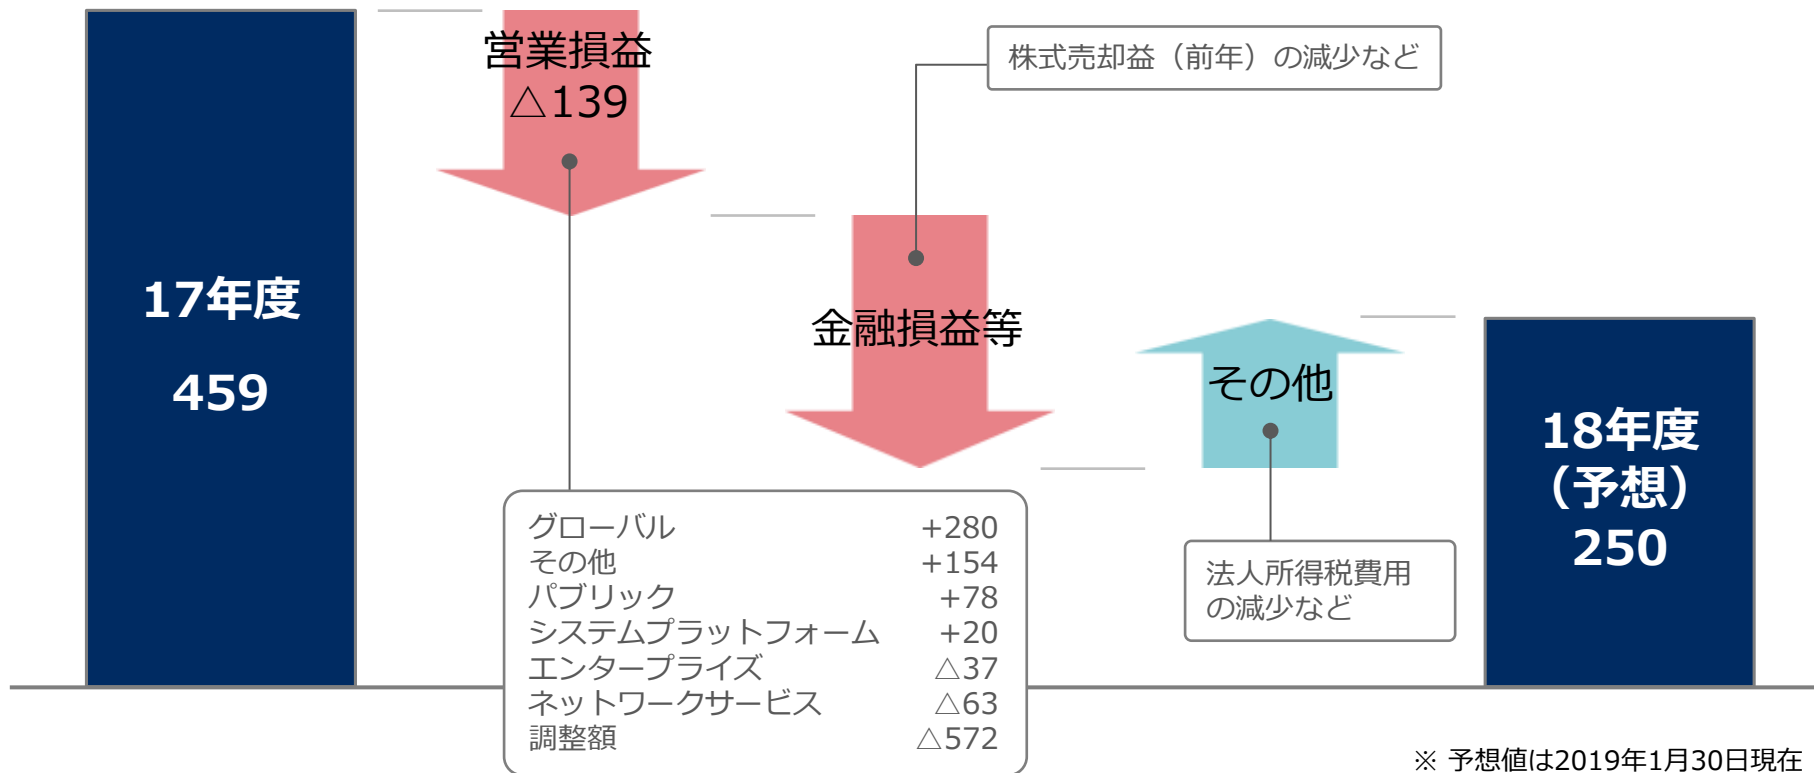 営業損益
△139
株式売却益（前年）の減少など
17年度
459
金融損益等
その他
18年度
（予想）
250
グローバル +280
その他 +154
パブリック +78
システムプラットフォーム +20
エンタープライズ △37
ネットワークサービス △63
調整額 △572
法人所得税費用
の減少など
※ 予想値は2019年1月30日現在